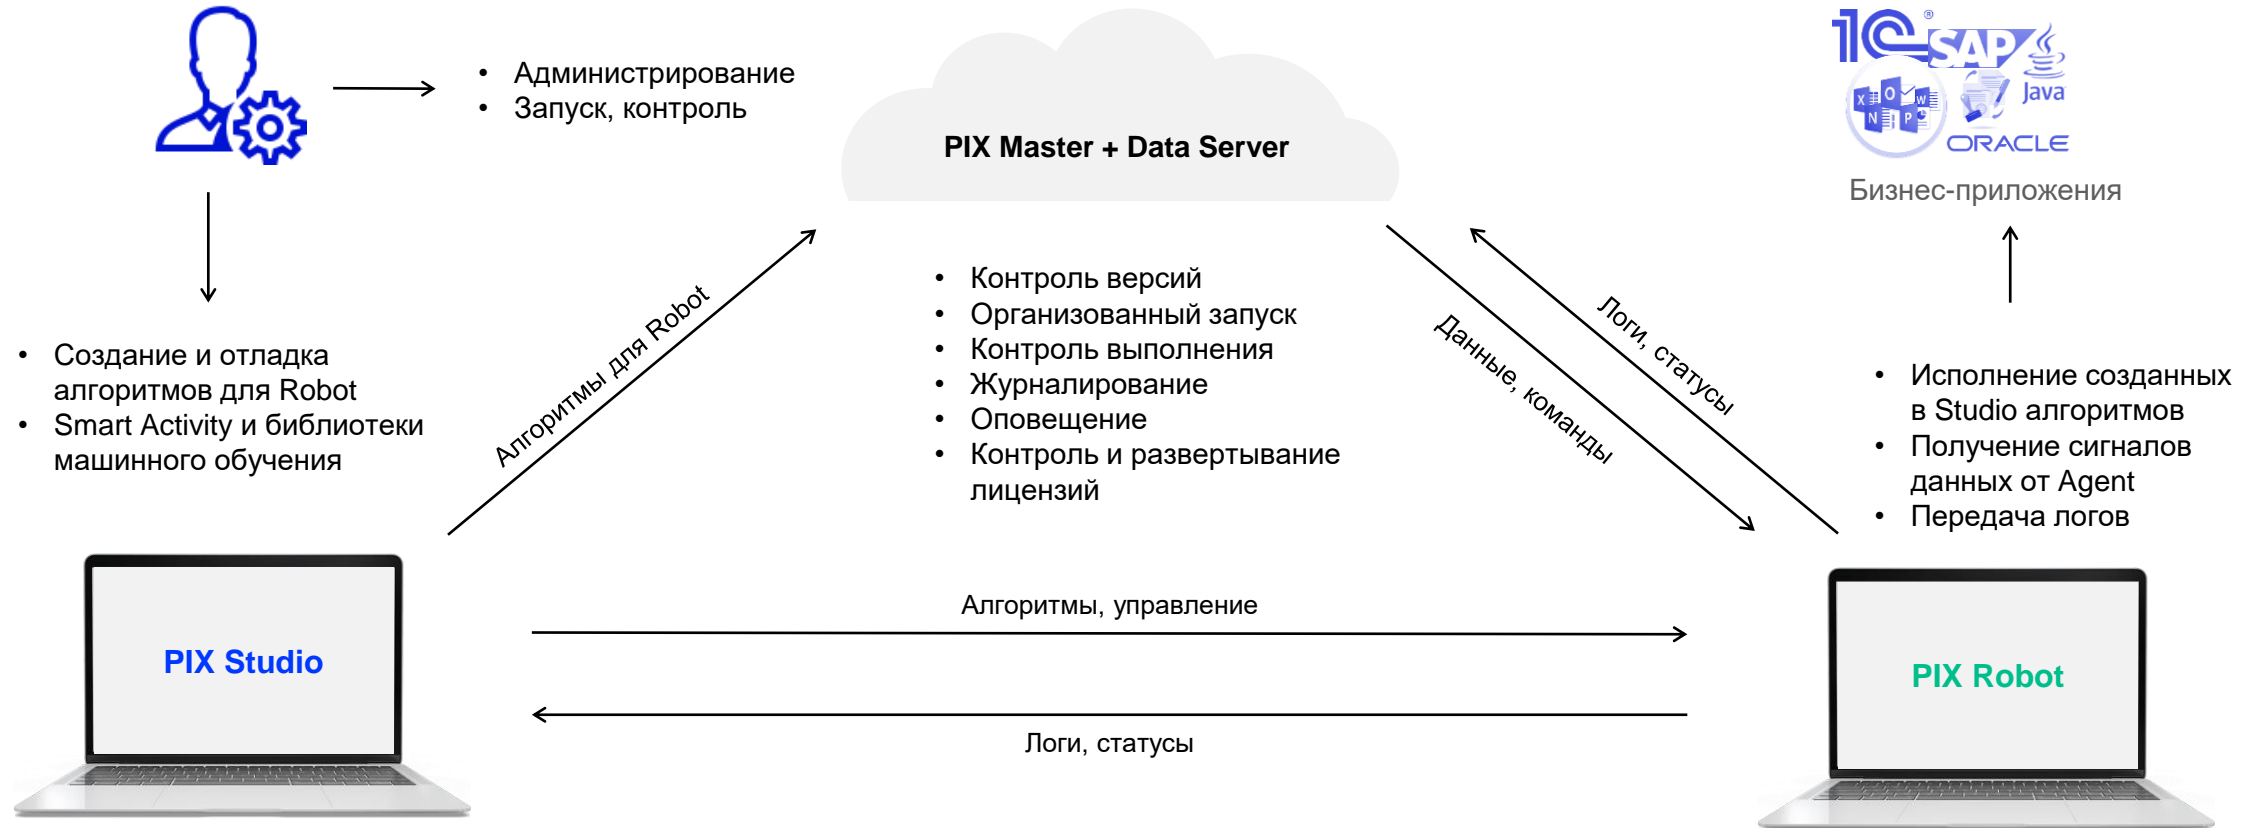 • Администрирование
• Запуск, контроль
PIX Master + Data Server
1С®
SAP
Java
X
O
W
N
P
ORACLE
Бизнес-приложения
• Создание и отладка
алгоритмов для Robot
• Smart Activity и библиотеки
машинного обучения
Алгоритмы для Robot
• Контроль версий
• Организованный запуск
• Контроль выполнения
• Журналирование
• Оповещение
• Контроль и развертывание
лицензий
Данные, команды
Логи, статусы
• Исполнение созданных
в Studio алгоритмов
• Получение сигналов
данных от Agent
• Передача логов
PIX Studio
Алгоритмы, управление
Логи, статусы
PIX Robot